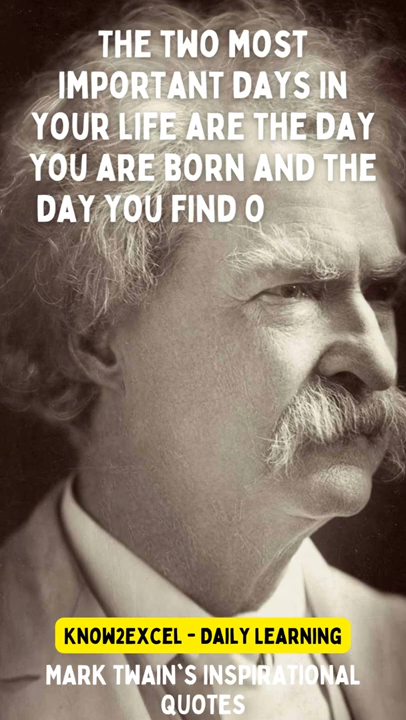 THE TWO MOST
IMPORTANT DAYS IN
YOUR LIFE ARE THE DAY
YOU ARE BORN AND THE
DAY YOU FIND O
KNOW2EXCEL - DAILY LEARNING
MARK TWAIN`S INSPIRATIONAL
QUOTES